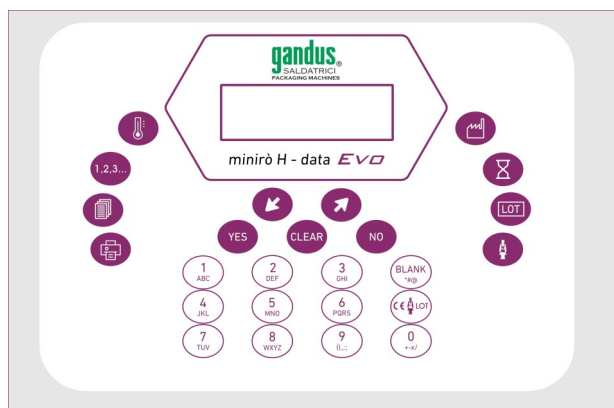 gandus®
SALDATRICI
PACKAGING MACHINES
minirò H - data Evo
1,2,3...
LOT
YES
CLEAR
NO
1
ABC
2
DEF
3
GHI
BLANK
*#@
4
JKL
5
MNO
6
PQRS
CE LOT
7
TUV
8
WXYZ
9
()_.;
0
+-x/